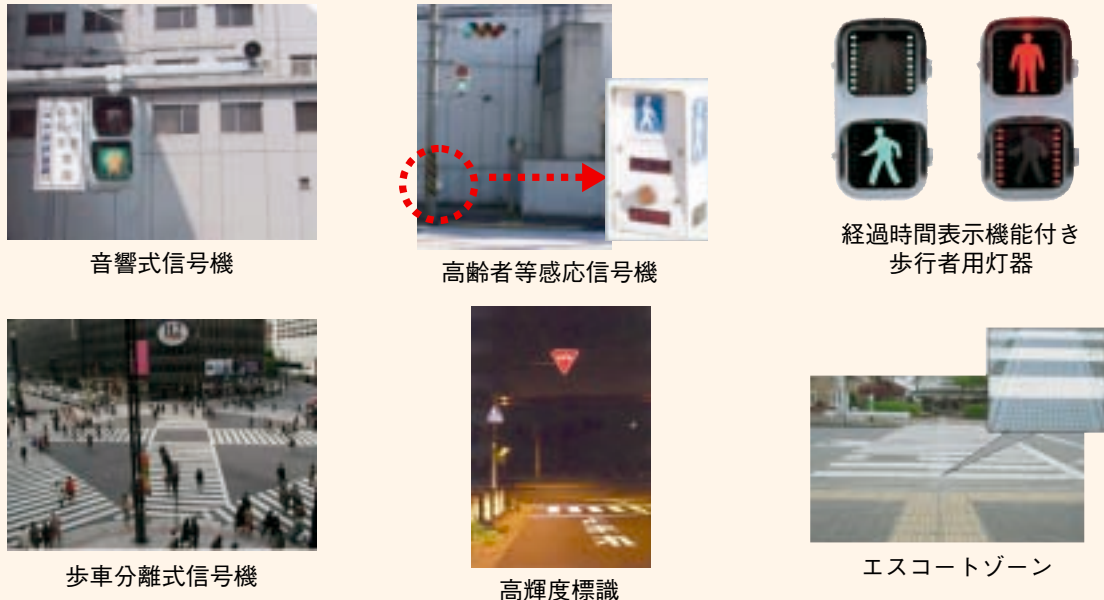 音響式信号機
高齢者等感応信号機
経過時間表示機能付き
歩行者用灯器
歩車分離式信号機
高輝度標識
エスコートゾーン